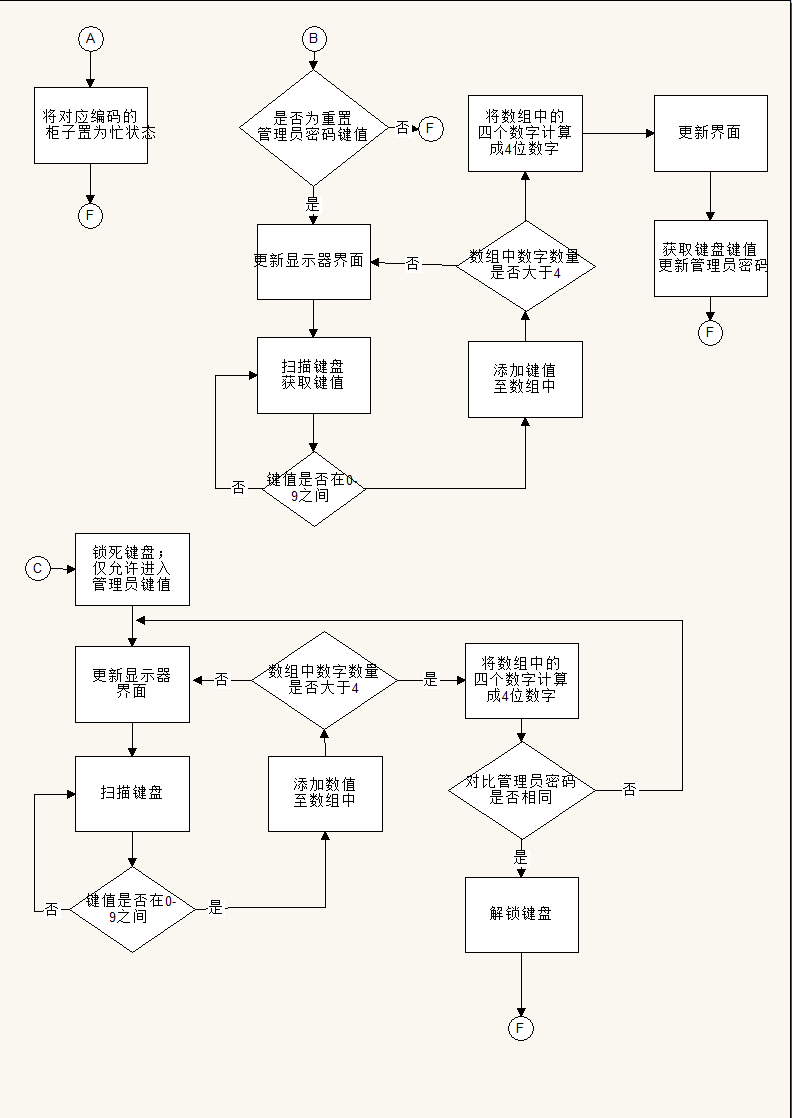 A
将对应编码的
柜子置为忙状态
F
B
是否为重置
管理员密码键值
否
F
是
更新显示器界面
扫描键盘
获取键值
键值是否在0-
9之间
否
添加键值
至数组中
数组中数字数量
是否大于4
否
将数组中的
四个数字计算
成4位数字
更新界面
获取键盘键值
更新管理员密码
F
C
锁死键盘；
仅允许进入
管理员键值
更新显示器
界面
扫描键盘
键值是否在0-
9之间
否
是
添加数值
至数组中
数组中数字数量
是否大于4
否
是
将数组中的
四个数字计算
成4位数字
对比管理员密码
是否相同
否
是
解锁键盘
F